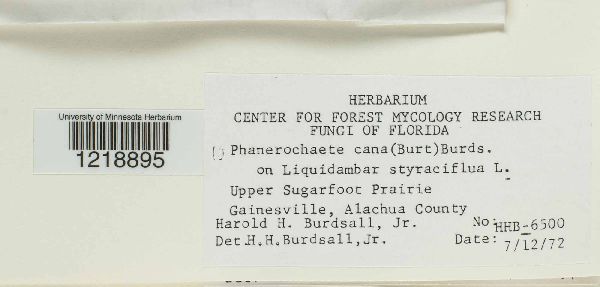 HERBARIUM
CENTER FOR FOREST MYCOLOGY RESEARCH
FUNGI OF FLORIDA
Phanerochaete cana(Burt)Burds.
on Liquidambar styraciflua L.
Upper Sugarfoot Prairie
Gainesville, Alachua County
Harold H. Burdsall, Jr. No: HHB-6500
Det.H.H.Burdsall,Jr. Date: 7/12/72
University of Minnesota Herbarium
1218895